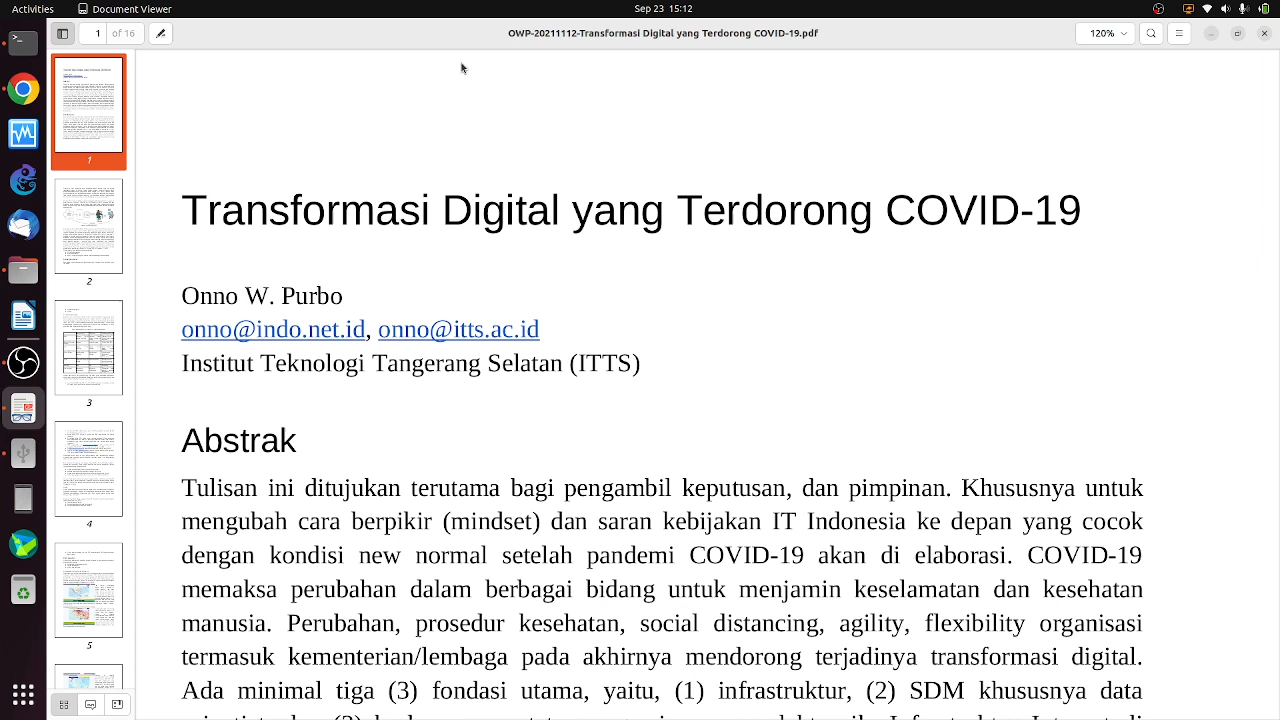 Activities Document Viewer Sep 23 15:12
1 of 16 OWP-20211112-Transformasi Digital yang Terdorong COVID-19.pdf 120%
1
2
3
4
5
Transformasi Digital yang Terdorong COVID-19
Onno W. Purbo
onno@indo.net.id, onno@itts.ac.id
Institut Teknologi Tangerang Selatan (ITTS)
Abstrak
Tulisan ini ditujukan terutama bagi pengambil keputusan, dan pimpinan. Khususnya untuk
mengubah cara berpikir (mindset) dan saran kebijakan IT Indonesia ke depan yang cocok
dengan kondisi new normal setelah pandemi COVID-19 akan di elaborasi. COVID-19
memaksa perubahan dalam berbagai bidang untuk menjamin keselamatan dan kesehatan
manusia. Perubahan, prosedur kesehatan, social distancing, agility, flexibility organisasi
termasuk kementerian/lembaga pada akhirnya mendorong terjadinya transformasi digital.
Ada minimal tiga (3) fondasi utama, yaitu, (1) infrastruktur, (2) SDM khususnya data